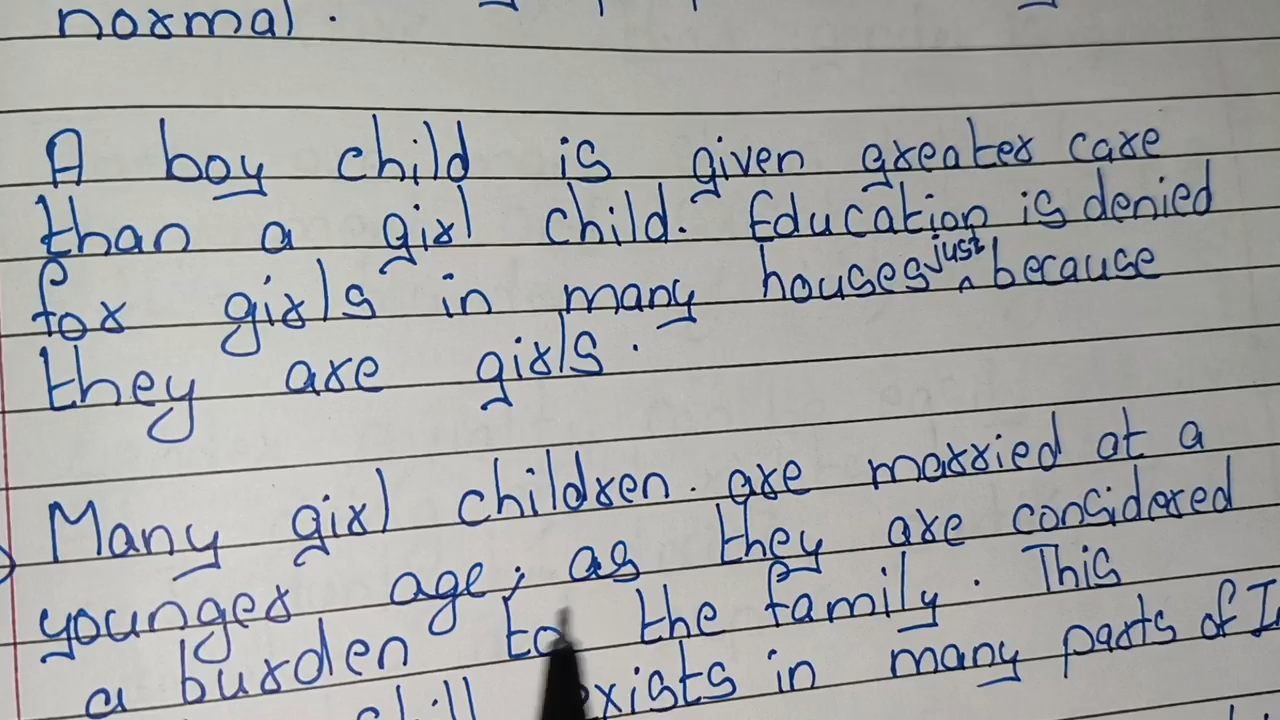 normal.
A boy child is given greater care
than a girl child. Education is denied
for girls in many houses just because
they are girls.
Many girl children are married at a
younger age, as they are considered
a burden to the family. This
still exists in many parts of